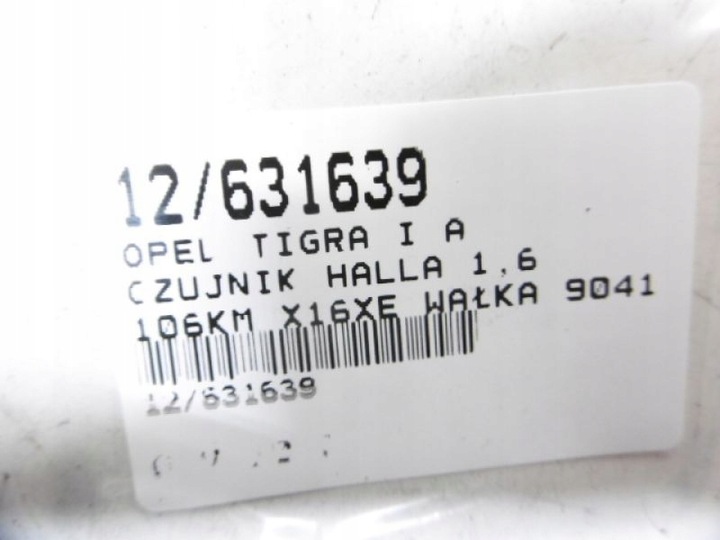 12/631639
OPEL TIGRA I A
CZUJNIK HALLA 1,6
106KM X16XE WAŁKA 9041
12/631639